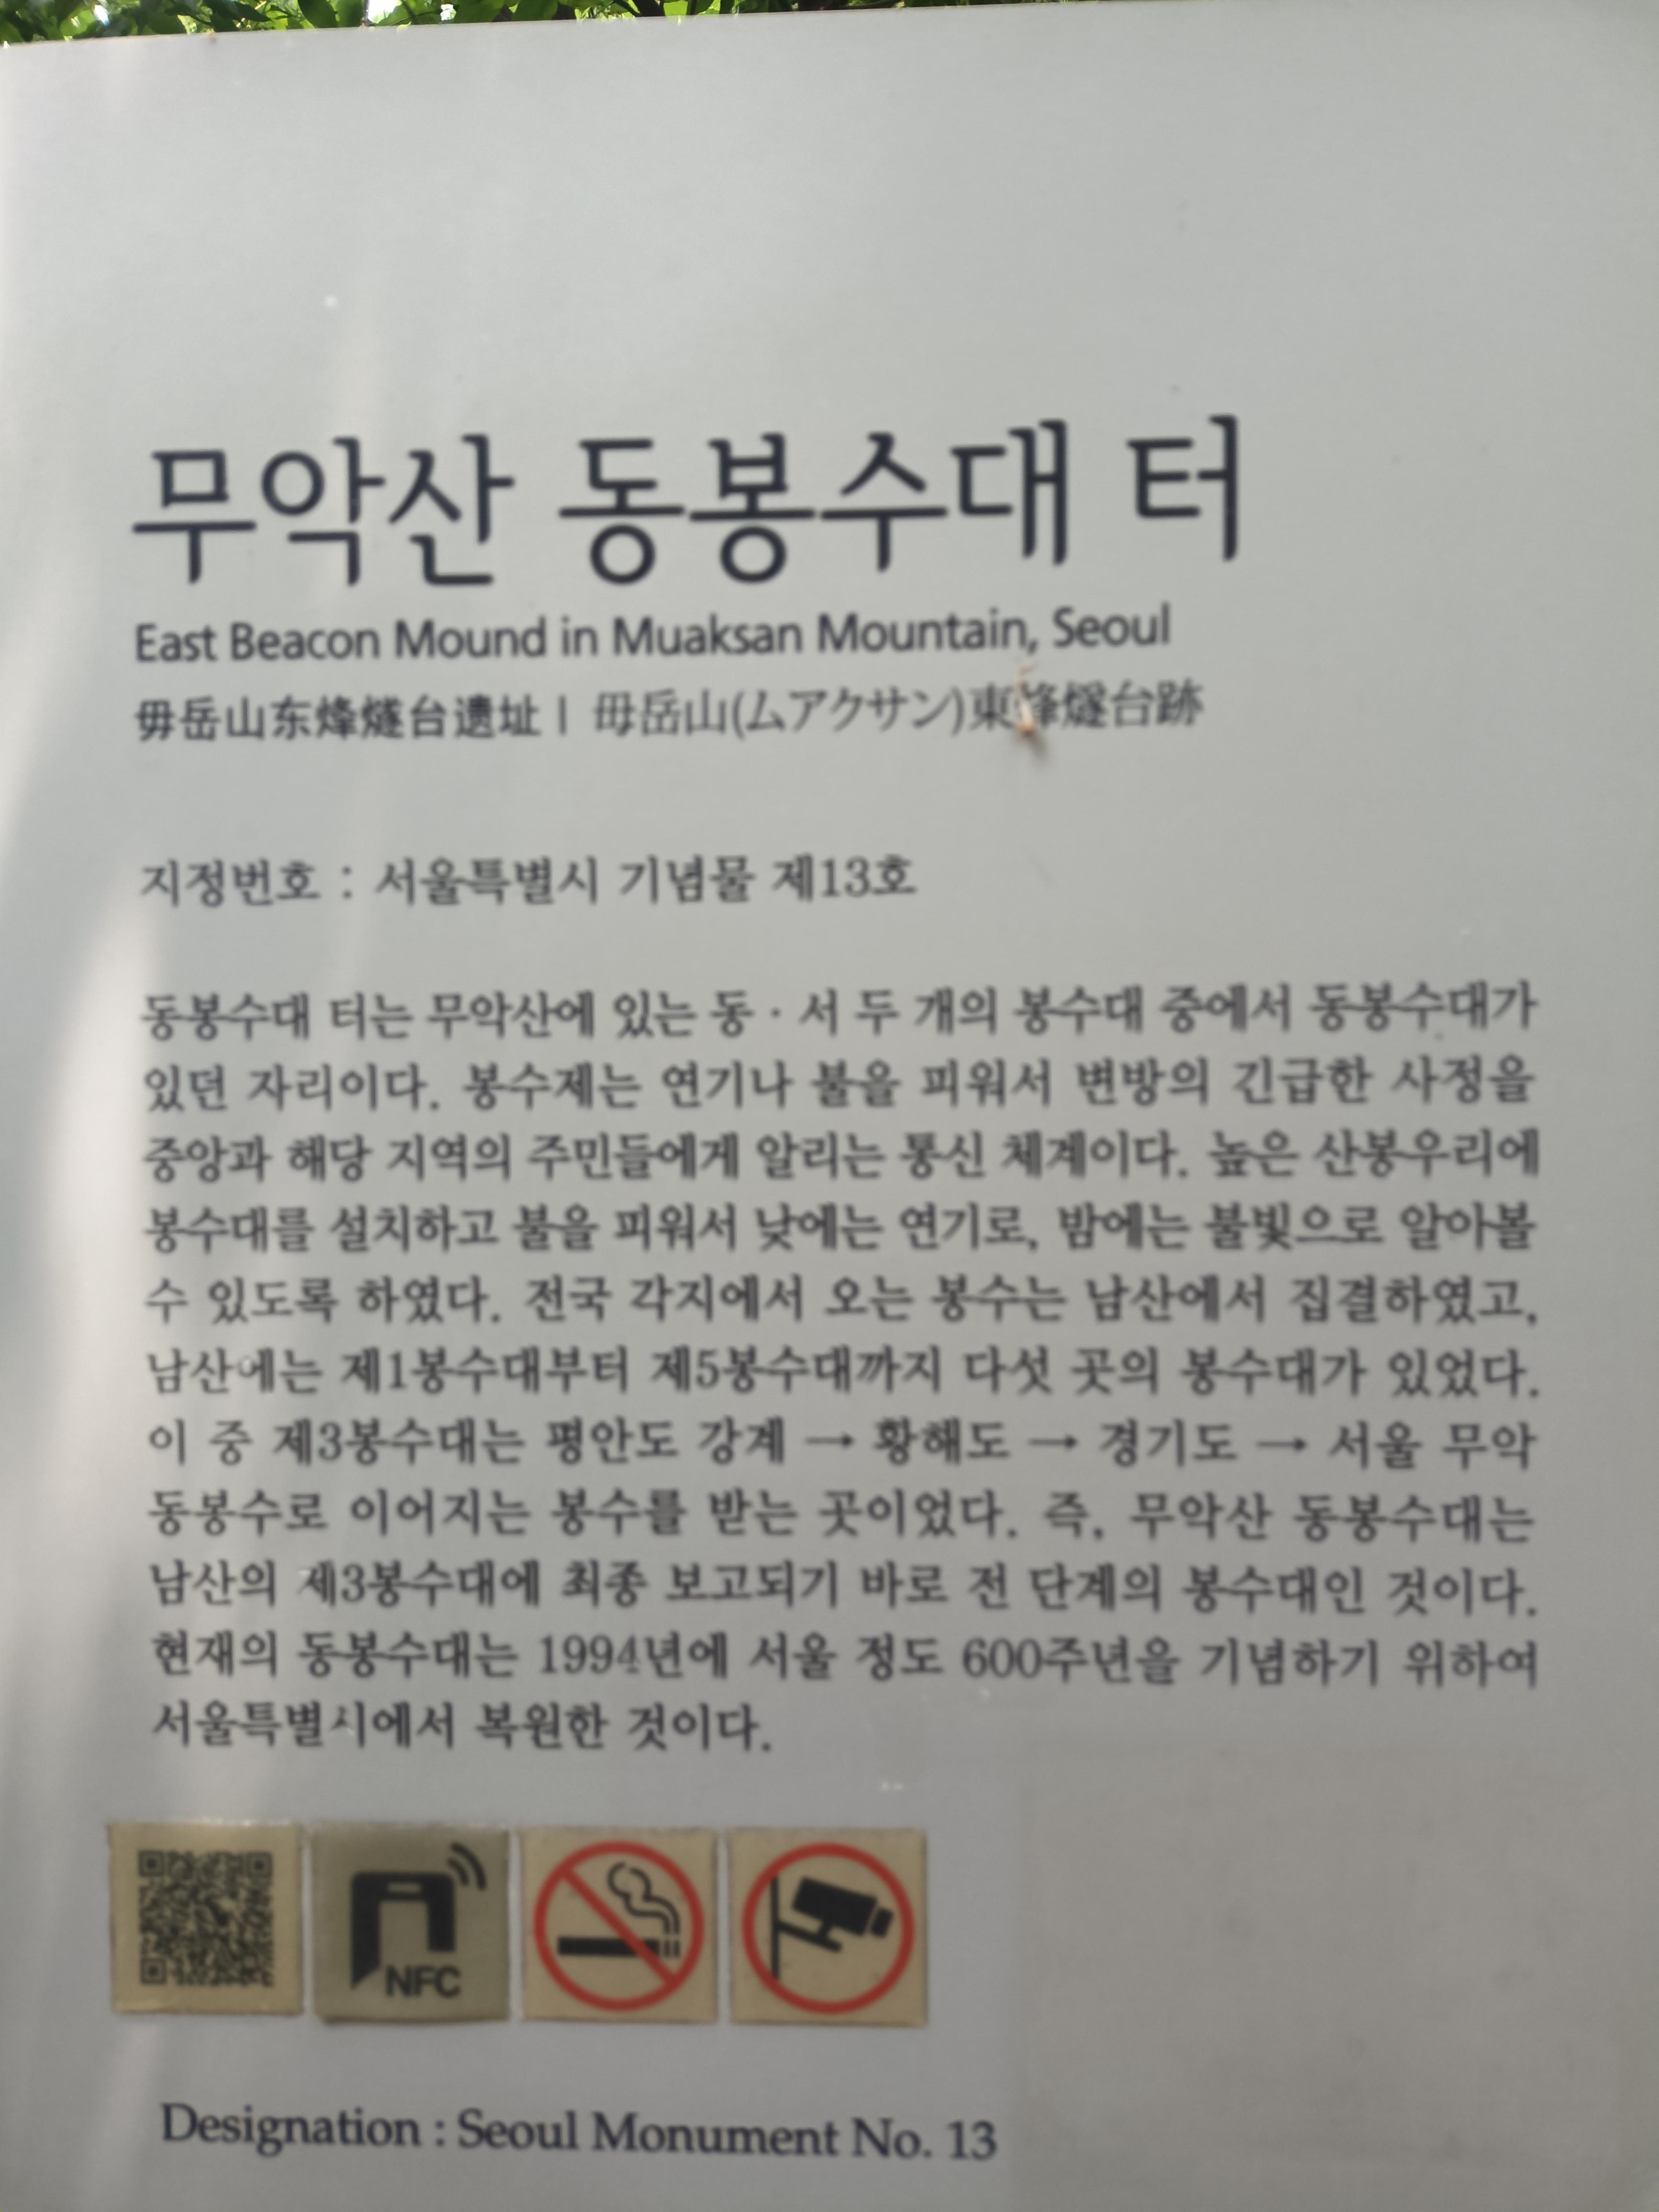 무악산 동봉수대 터
East Beacon Mound in Muaksan Mountain, Seoul
毋岳山东烽燧台遗址 | 毋岳山(ムアクサン)東烽燧台跡
지정번호 : 서울특별시 기념물 제13호
동봉수대 터는 무악산에 있는 동 · 서 두 개의 봉수대 중에서 동봉수대가
있던 자리이다. 봉수제는 연기나 불을 피워서 변방의 긴급한 사정을
중앙과 해당 지역의 주민들에게 알리는 통신 체계이다. 높은 산봉우리에
봉수대를 설치하고 불을 피워서 낮에는 연기로, 밤에는 불빛으로 알아볼
수 있도록 하였다. 전국 각지에서 오는 봉수는 남산에서 집결하였고,
남산에는 제1봉수대부터 제5봉수대까지 다섯 곳의 봉수대가 있었다.
이 중 제3봉수대는 평안도 강계 → 황해도 → 경기도 → 서울 무악
동봉수로 이어지는 봉수를 받는 곳이었다. 즉, 무악산 동봉수대는
남산의 제3봉수대에 최종 보고되기 바로 전 단계의 봉수대인 것이다.
현재의 동봉수대는 1994년에 서울 정도 600주년을 기념하기 위하여
서울특별시에서 복원한 것이다.
NFC
Designation : Seoul Monument No. 13